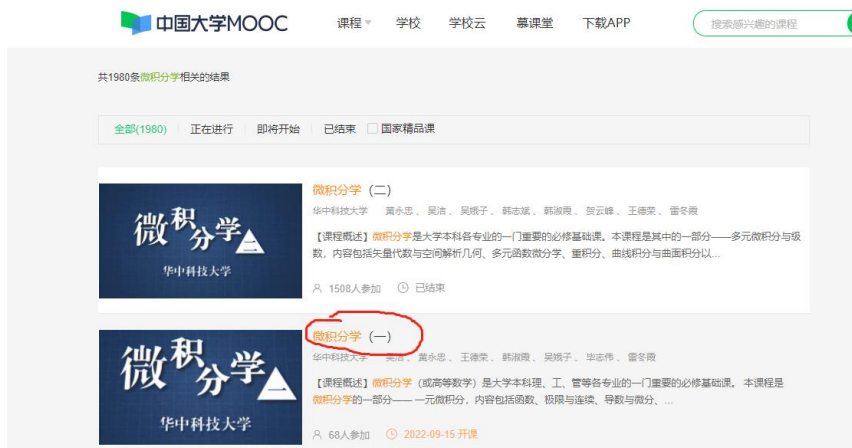 中国大学MOOC 课程 学校 学校云 慕课堂 下载APP 搜索感兴趣的课程
共1980条微积分学相关的结果
全部(1980) 正在进行 即将开始 已结束 国家精品课
微积分学二
华中科技大学
微积分学（二）
华中科技大学 黄永忠 、 吴洁 、 吴娥子 、 韩志斌 、 韩淑霞 、 贺云峰 、 王德荣 、 雷冬霞
【课程概述】微积分学是大学本科各专业的一门重要的必修基础课。本课程是其中的一部分——多元微积分与级
数，内容包括矢量代数与空间解析几何、多元函数微分学、重积分、曲线积分与曲面积分以...
1508人参加 已结束
微积分学一
华中科技大学
微积分学（一）
华中科技大学 吴洁 、 黄永忠 、 王德荣 、 韩淑霞 、 吴娥子 、 毕志伟 、 雷冬霞
【课程概述】微积分学（或高等数学）是大学本科理、工、管等各专业的一门重要的必修基础课。 本课程是
微积分学的一部分—— 一元微积分，内容包括函数、极限与连续、导数与微分、...
68人参加 2022-09-15 开课